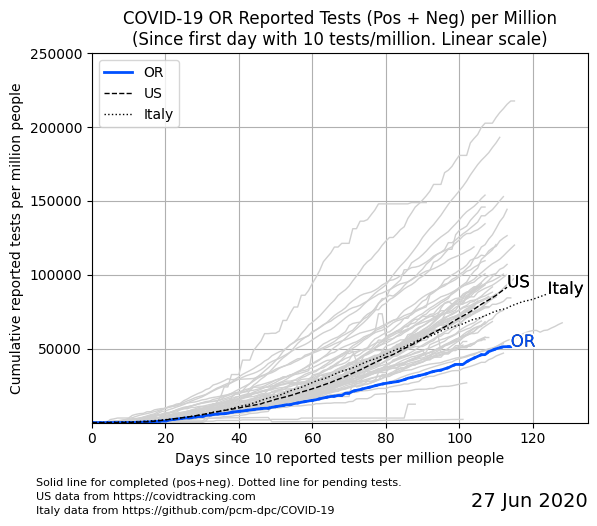 COVID-19 OR Reported Tests (Pos + Neg) per Million
(Since first day with 10 tests/million. Linear scale)
250000
200000
150000
100000
50000
Cumulative reported tests per million people
OR
US
Italy
US
Italy
OR
0 20 40 60 80 100 120
Days since 10 reported tests per million people
Solid line for completed (pos+neg). Dotted line for pending tests.
US data from https://covidtracking.com
Italy data from https://github.com/pcm-dpc/COVID-19
27 Jun 2020